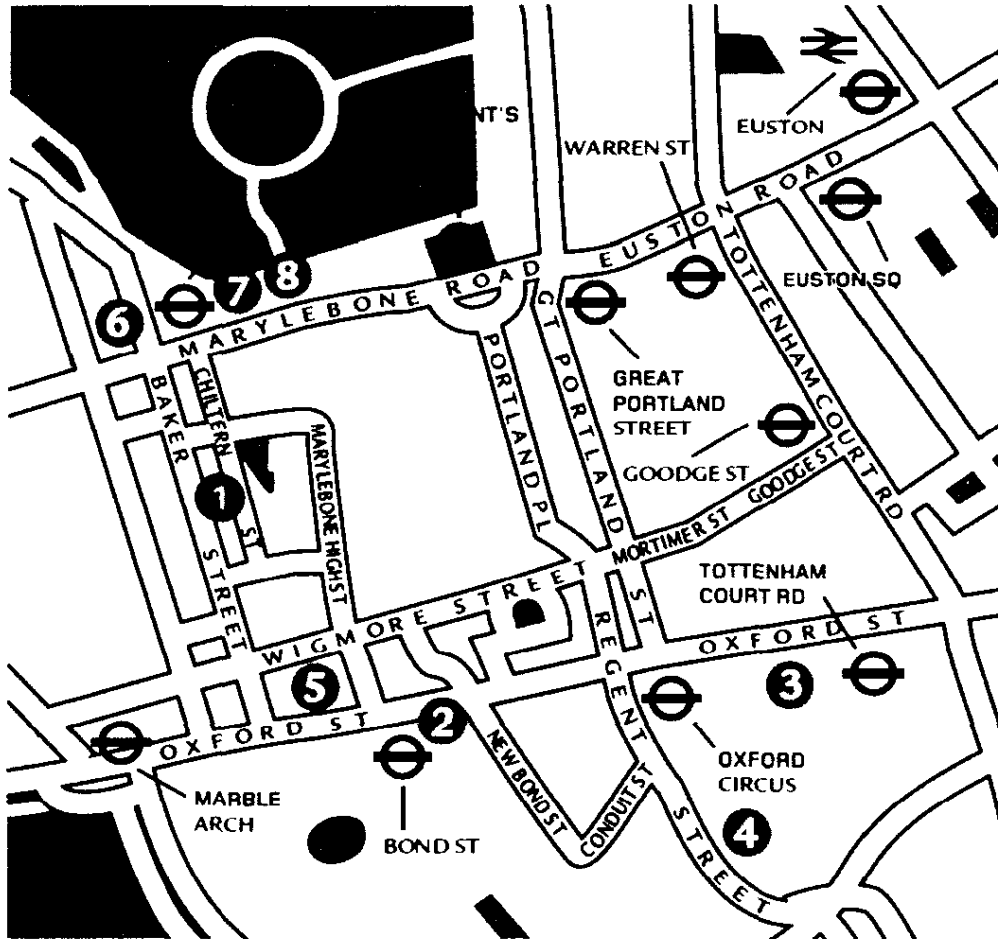 NT'S
WARREN ST
EUSTON
EUSTON ROAD
EUSTON SQ
8
7
6
MARYLEBONE ROAD
TOTTENHAM COURT RD
GT PORTLAND ST
PORTLAND PL
GREAT
PORTLAND
STREET
BAKER STREET
CHILTERN ST
MARYLEBONE HIGH ST
GOODGE ST
GOODGE ST
MORTIMER ST
1
TOTTENHAM
COURT RD
WIGMORE STREET
REGENT STREET
OXFORD ST
5
3
2
OXFORD ST
NEW BOND ST
CONDUIT ST
OXFORD
CIRCUS
MARBLE
ARCH
BOND ST
4